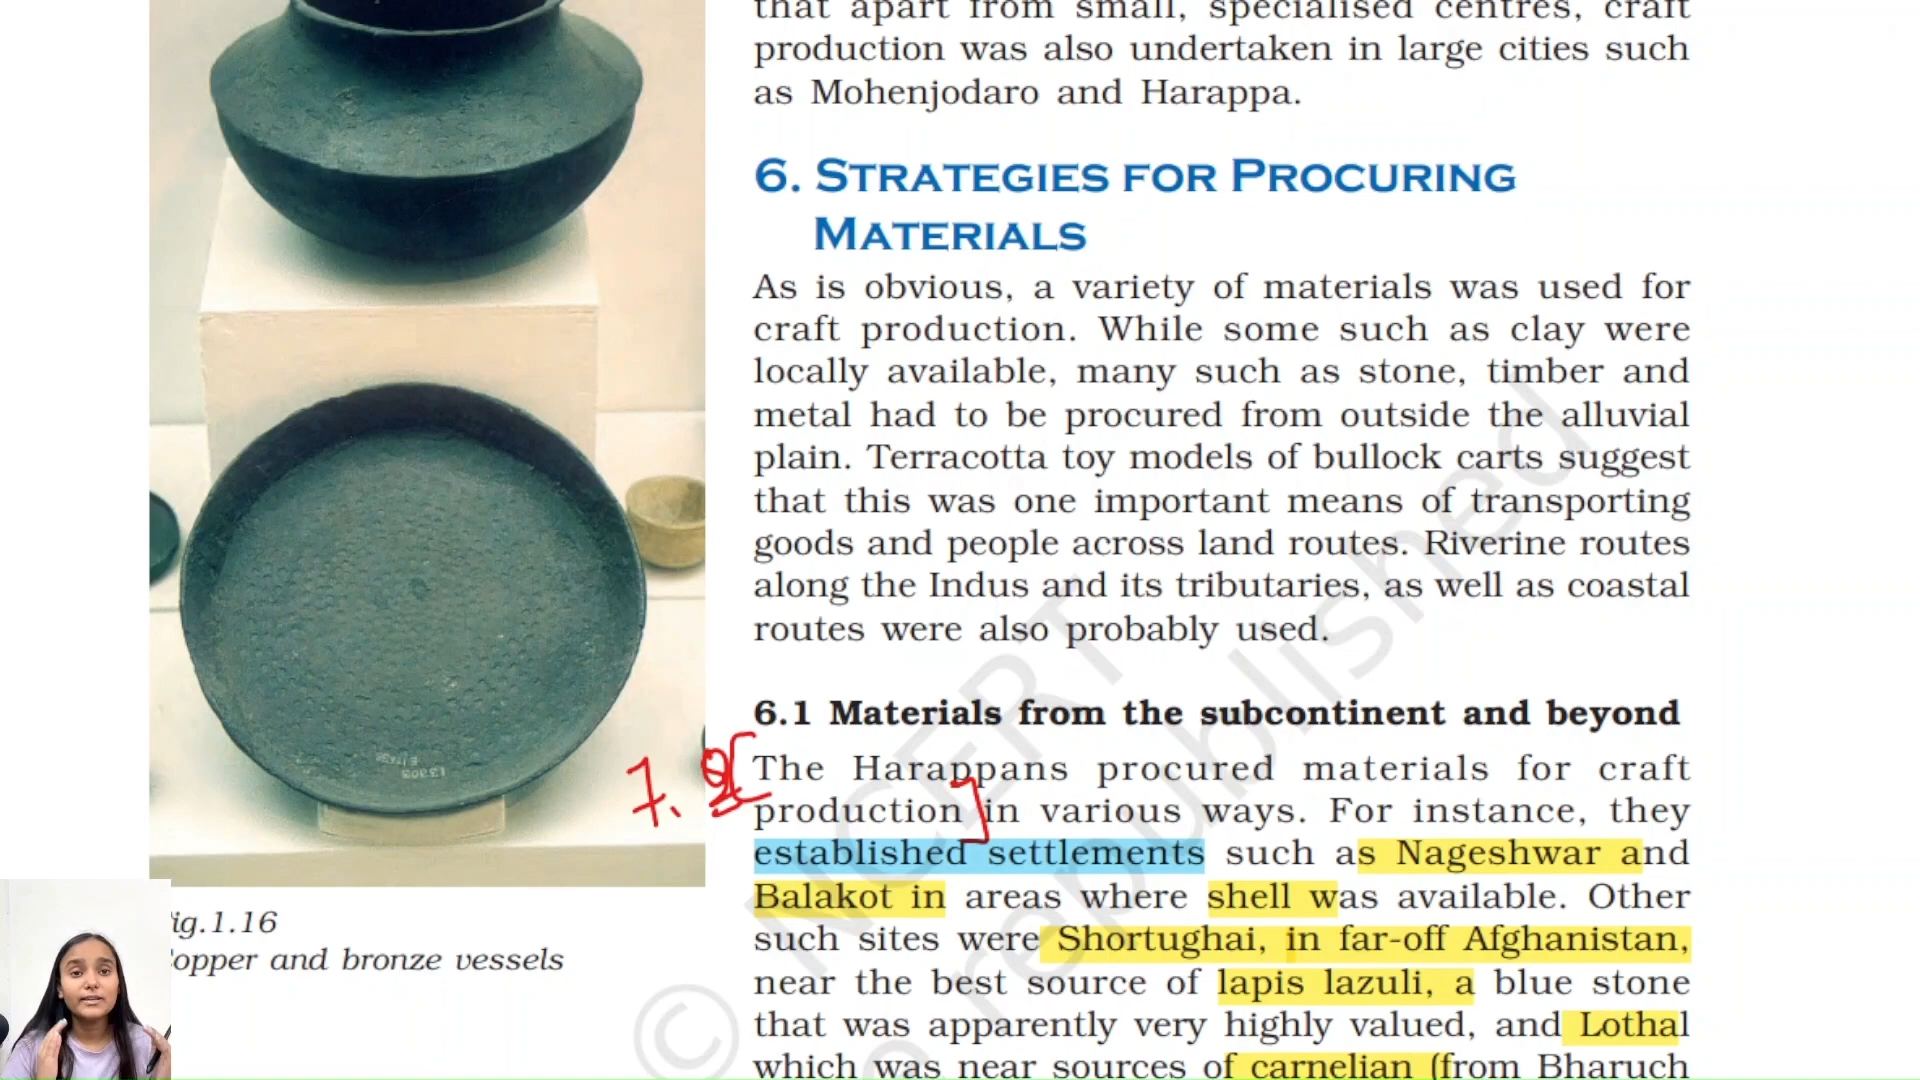 that apart from small, specialised centres, craft
production was also undertaken in large cities such
as Mohenjodaro and Harappa.
6. STRATEGIES FOR PROCURING
MATERIALS
As is obvious, a variety of materials was used for
craft production. While some such as clay were
locally available, many such as stone, timber and
metal had to be procured from outside the alluvial
plain. Terracotta toy models of bullock carts suggest
that this was one important means of transporting
goods and people across land routes. Riverine routes
along the Indus and its tributaries, as well as coastal
routes were also probably used.
6.1 Materials from the subcontinent and beyond
The Harappans procured materials for craft
production in various ways. For instance, they
established settlements such as Nageshwar and
Balakot in areas where shell was available. Other
such sites were Shortughai, in far-off Afghanistan,
near the best source of lapis lazuli, a blue stone
that was apparently very highly valued, and Lothal
which was near sources of carnelian (from Bharuch
ig.1.16
opper and bronze vessels
7.
© NCERT
republished